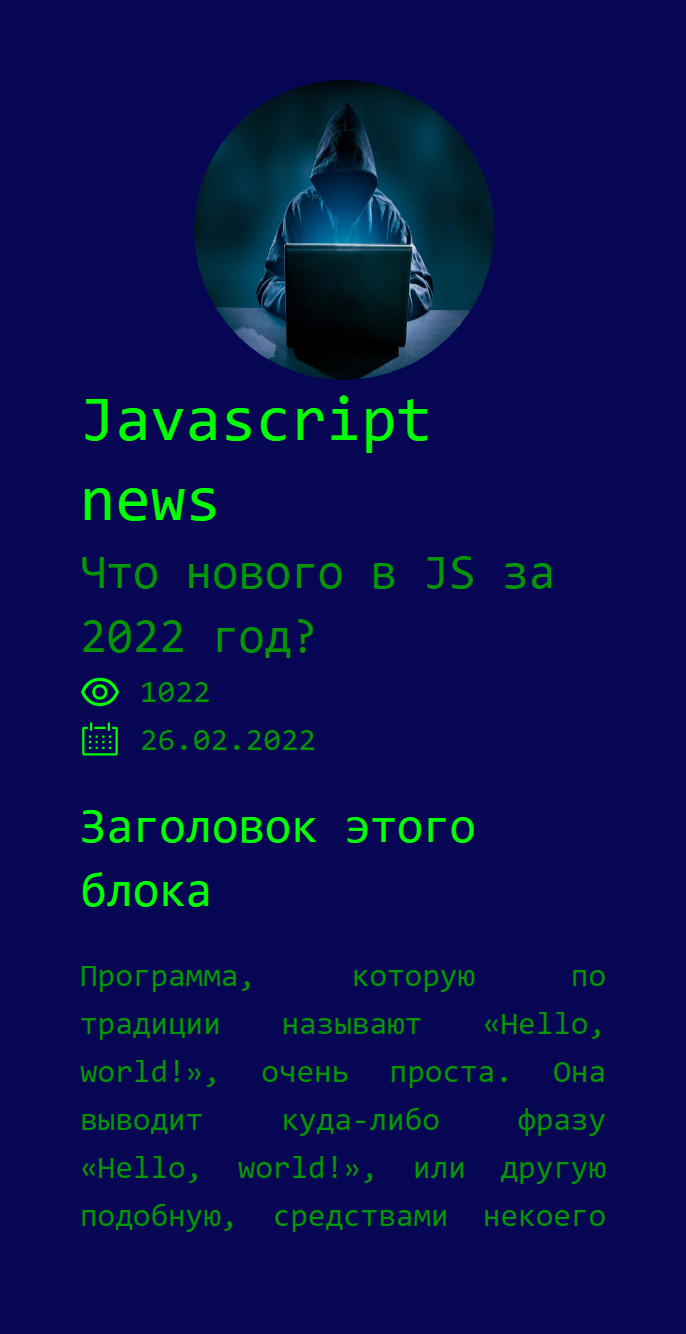 Javascript
news
Что нового в JS за
2022 год?
1022
26.02.2022
Заголовок этого
блока
Программа, которую по
традиции называют «Hello,
world!», очень проста. Она
выводит куда-либо фразу
«Hello, world!», или другую
подобную, средствами некоего